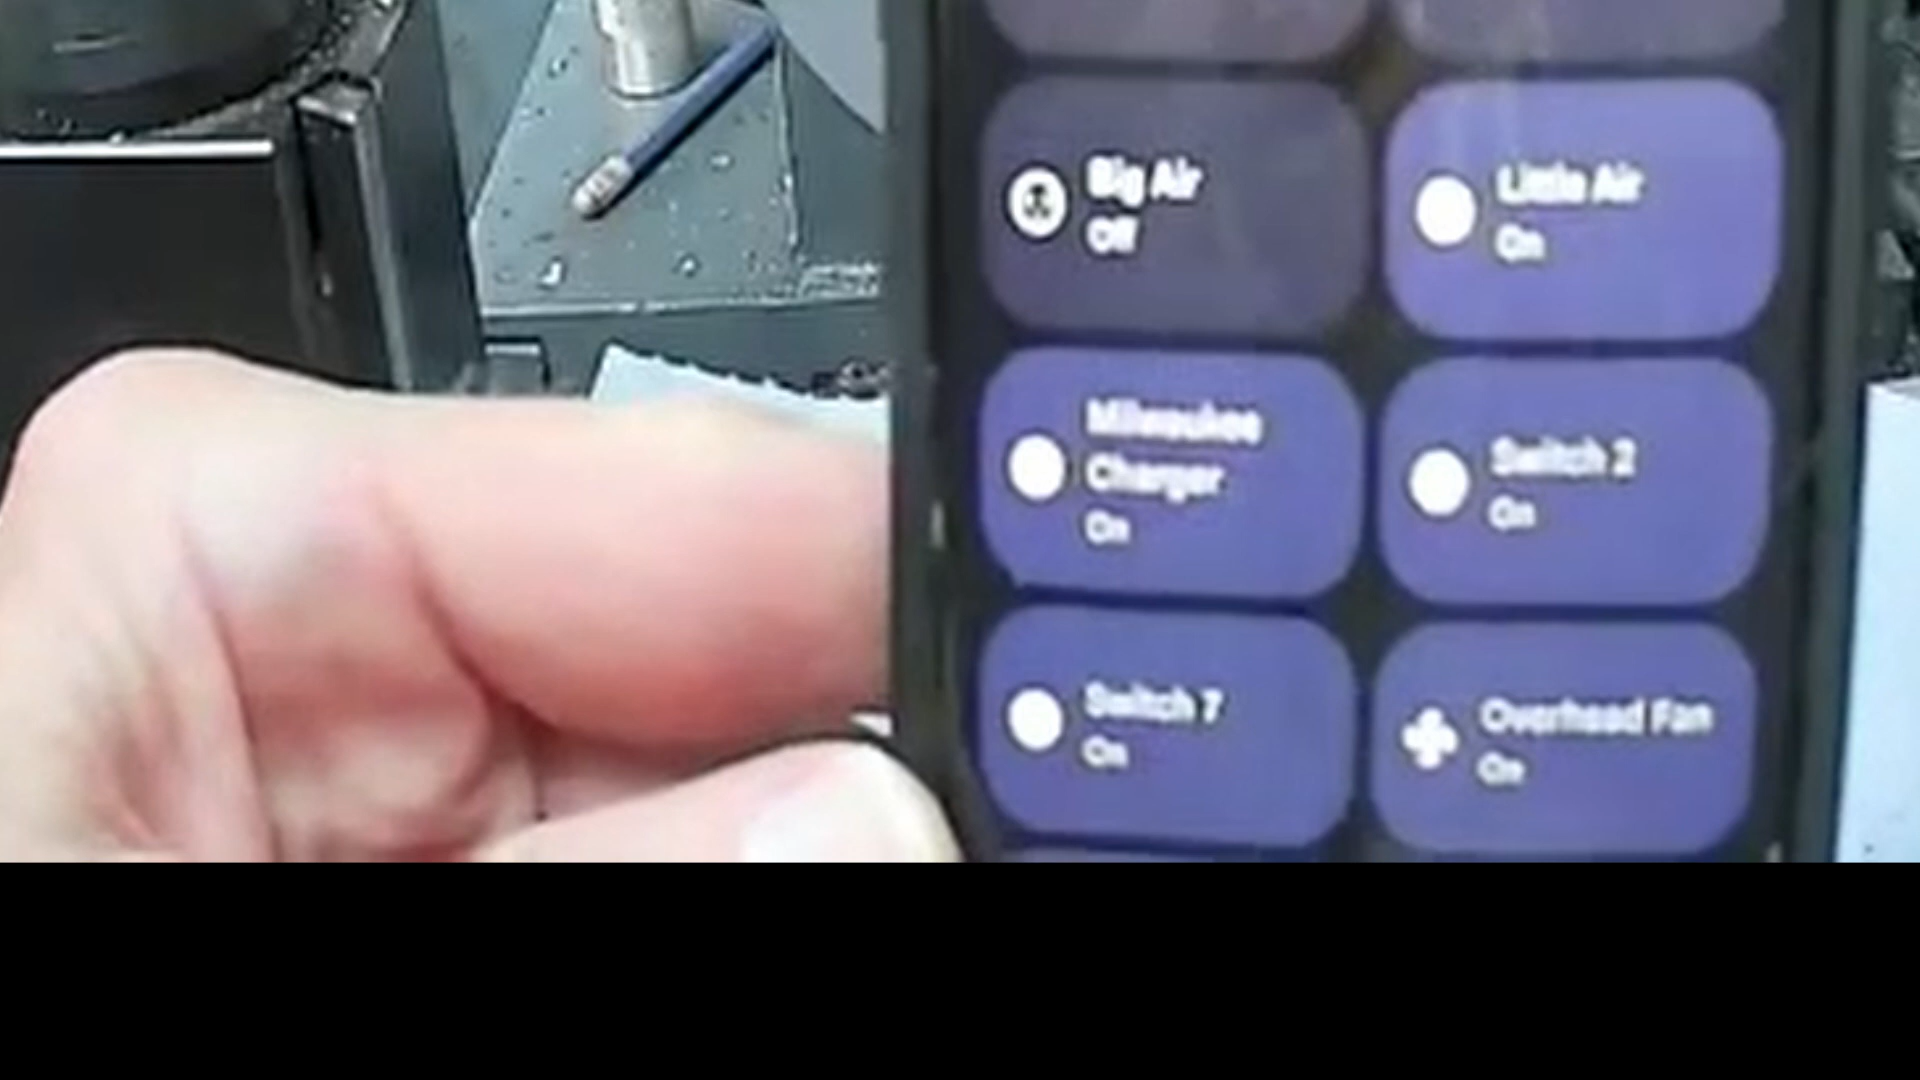 Big Air
Off
Little Air
On
Milwaukee
Charger
On
Switch 2
On
Switch 7
On
Overhead Fan
On